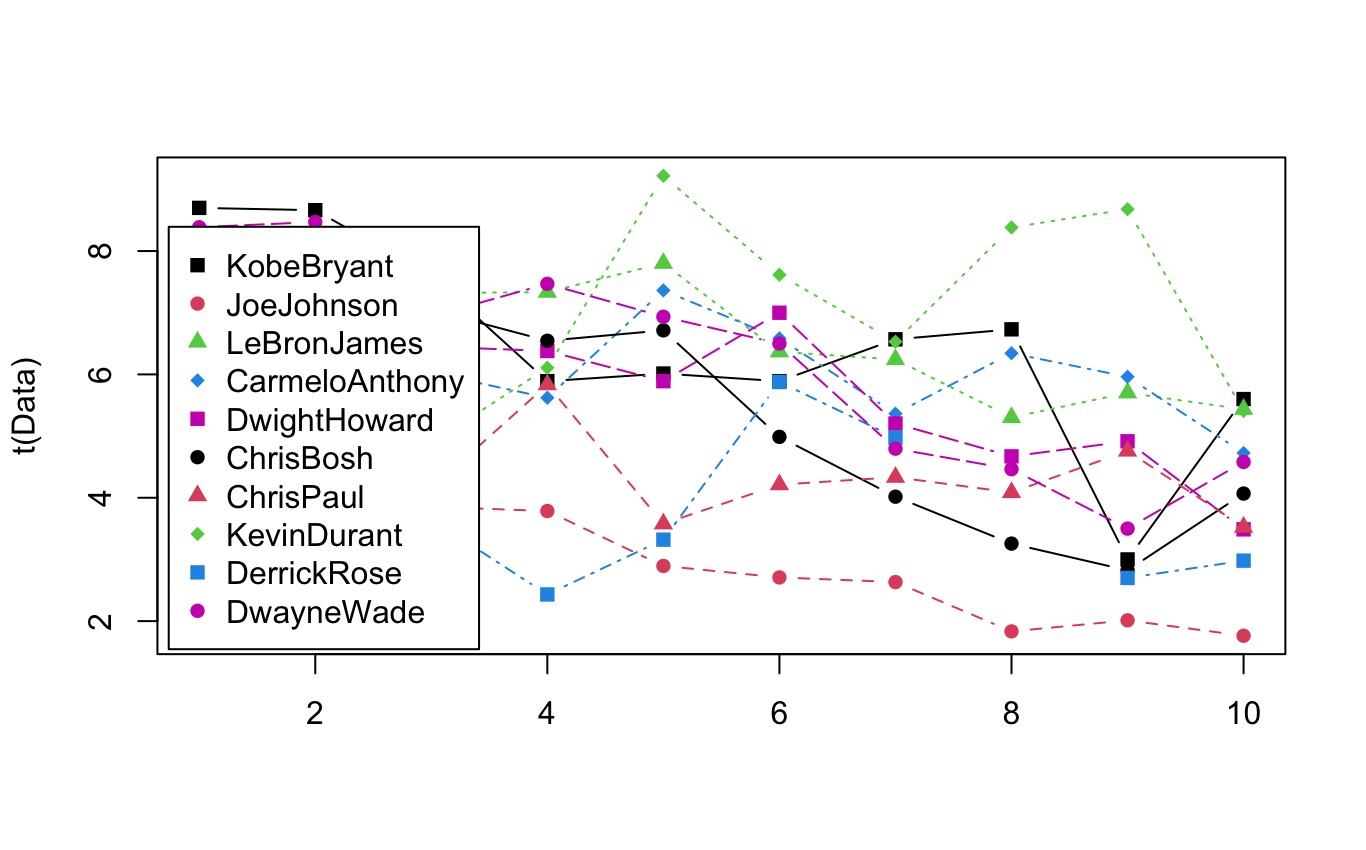 t(Data)
8
6
4
2
KobeBryant
JoeJohnson
LeBronJames
CarmeloAnthony
DwightHoward
ChrisBosh
ChrisPaul
KevinDurant
DerrickRose
DwayneWade
2 4 6 8 10